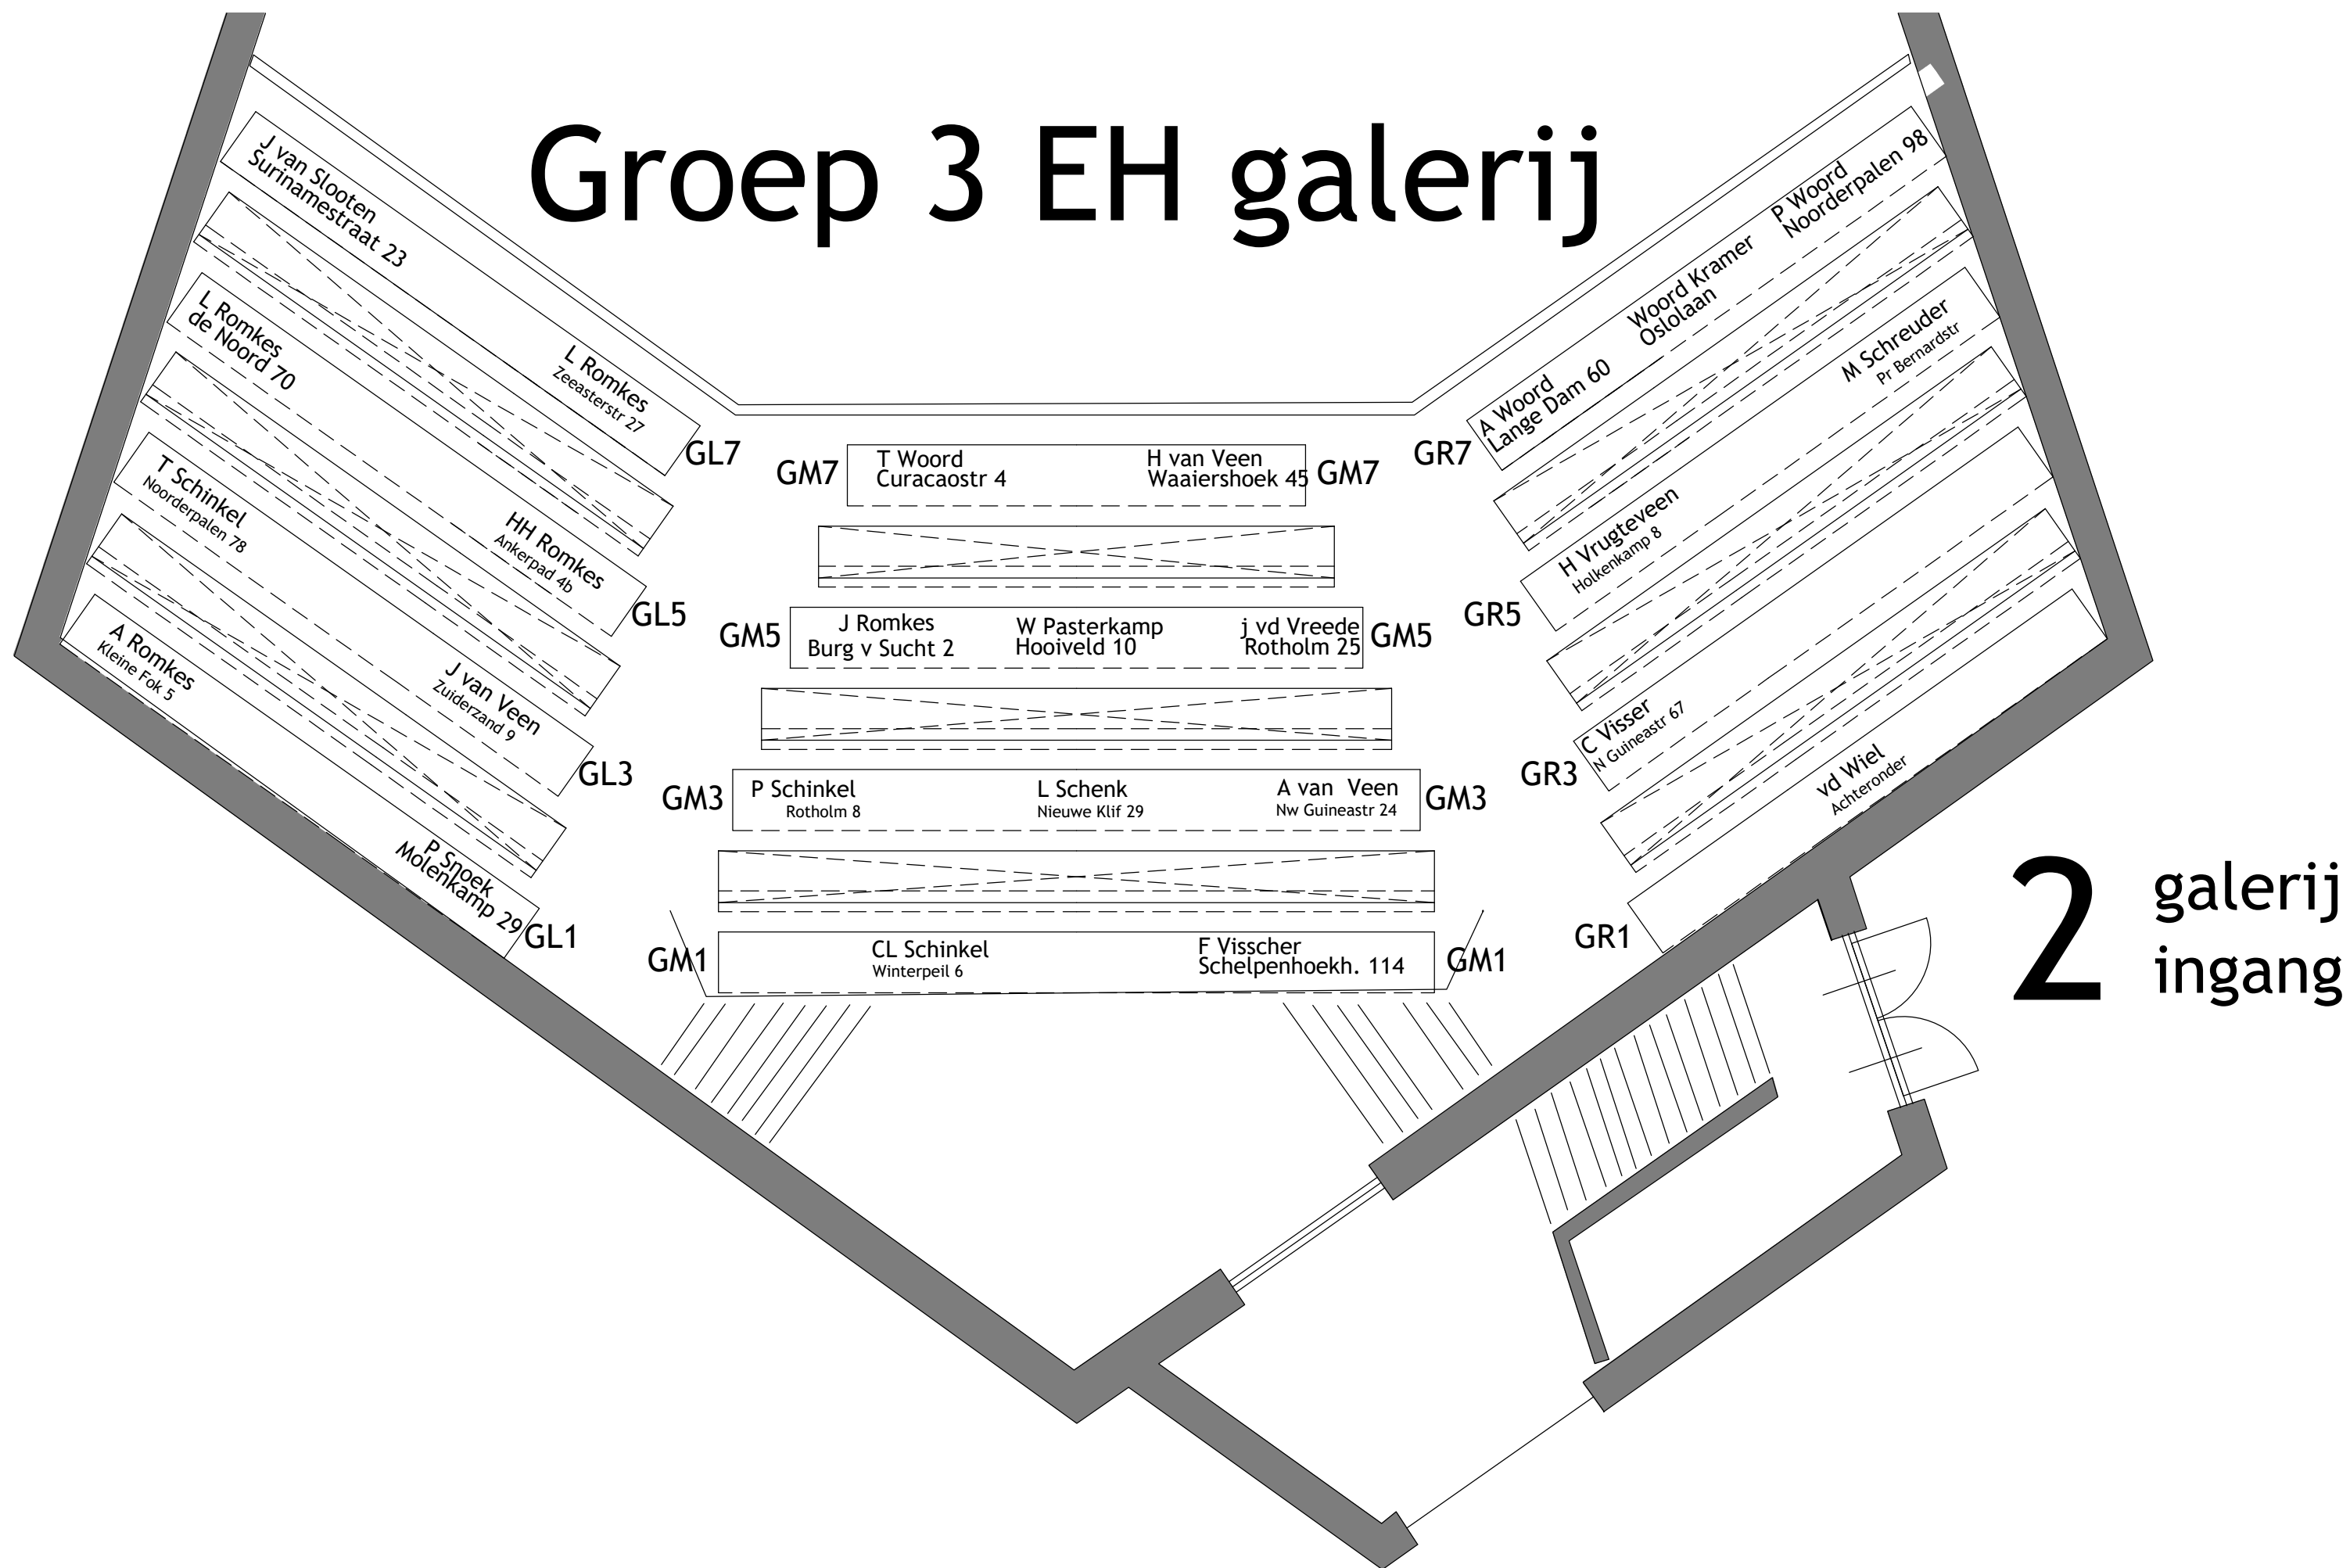 Groep 3 EH galerij
J van Slooten
Surinamestraat 23
L Romkes
Zeeasterstr 27
GL7
L Romkes
de Noord 70
HH Romkes
Ankerpad 4b
GL5
T Schinkel
Noorderpalen 78
J van Veen
Zuiderzand 9
GL3
A Romkes
Kleine Fok 5
P Snoek
Molenkamp 29
GL1
GM7
T Woord
Curacaostr 4
H van Veen
Waaiershoek 45
GM7
GM5
J Romkes
Burg v Sucht 2
W Pasterkamp
Hooiveld 10
j vd Vreede
Rotholm 25
GM5
GM3
P Schinkel
Rotholm 8
L Schenk
Nieuwe Klif 29
A van Veen
Nw Guineastr 24
GM3
GM1
CL Schinkel
Winterpeil 6
F Visscher
Schelpenhoekh. 114
GM1
GR7
A Woord
Lange Dam 60
Woord Kramer
Oslolaan
P Woord
Noorderpalen 98
GR5
H Vrugteveen
Holkenkamp 8
M Schreuder
Pr Bernardstr
GR3
C Visser
N Guineastr 67
GR1
vd Wiel
Achteronder
2
galerij
ingang